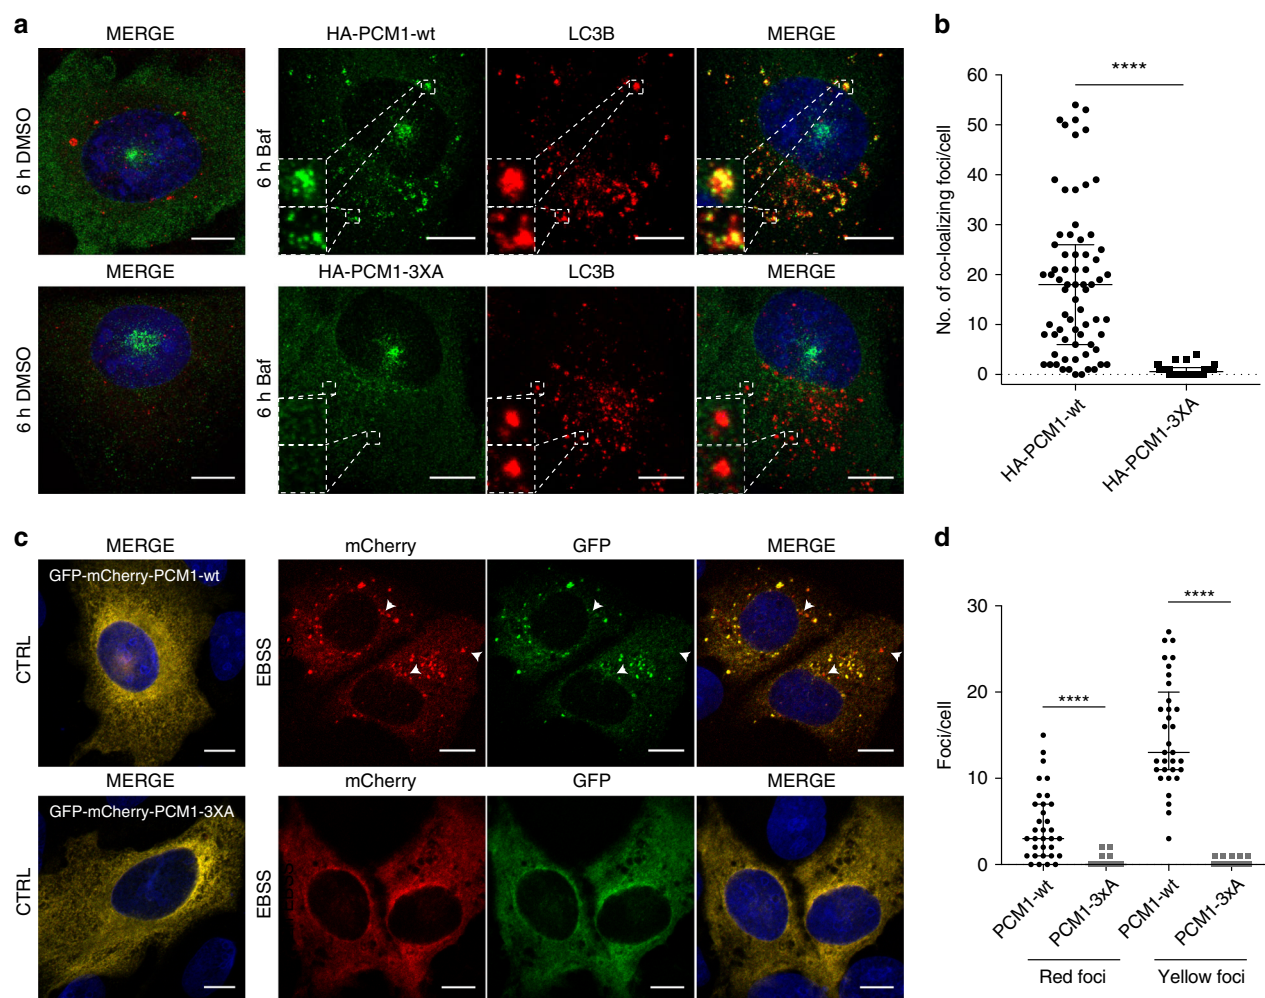 a
MERGE
HA-PCM1-wt
LC3B
MERGE
6 h DMSO
6 h Baf
MERGE
HA-PCM1-3XA
LC3B
MERGE
6 h DMSO
6 h Baf
b
****
No. of co-loalizing foci/cell
60
50
40
30
20
10
0
HA-PCM1-wt
HA-PCM1-3XA
c
MERGE
mCherry
GFP
MERGE
CTRL
GFP-mCherry-PCM1-wt
EBSS
MERGE
mCherry
GFP
MERGE
CTRL
GFP-mCherry-PCM1-3XA
EBSS
d
****
****
Foci/cell
30
20
10
0
PCM1-wt
PCM1-3xA
PCM1-wt
PCM1-3xA
Red foci
Yellow foci